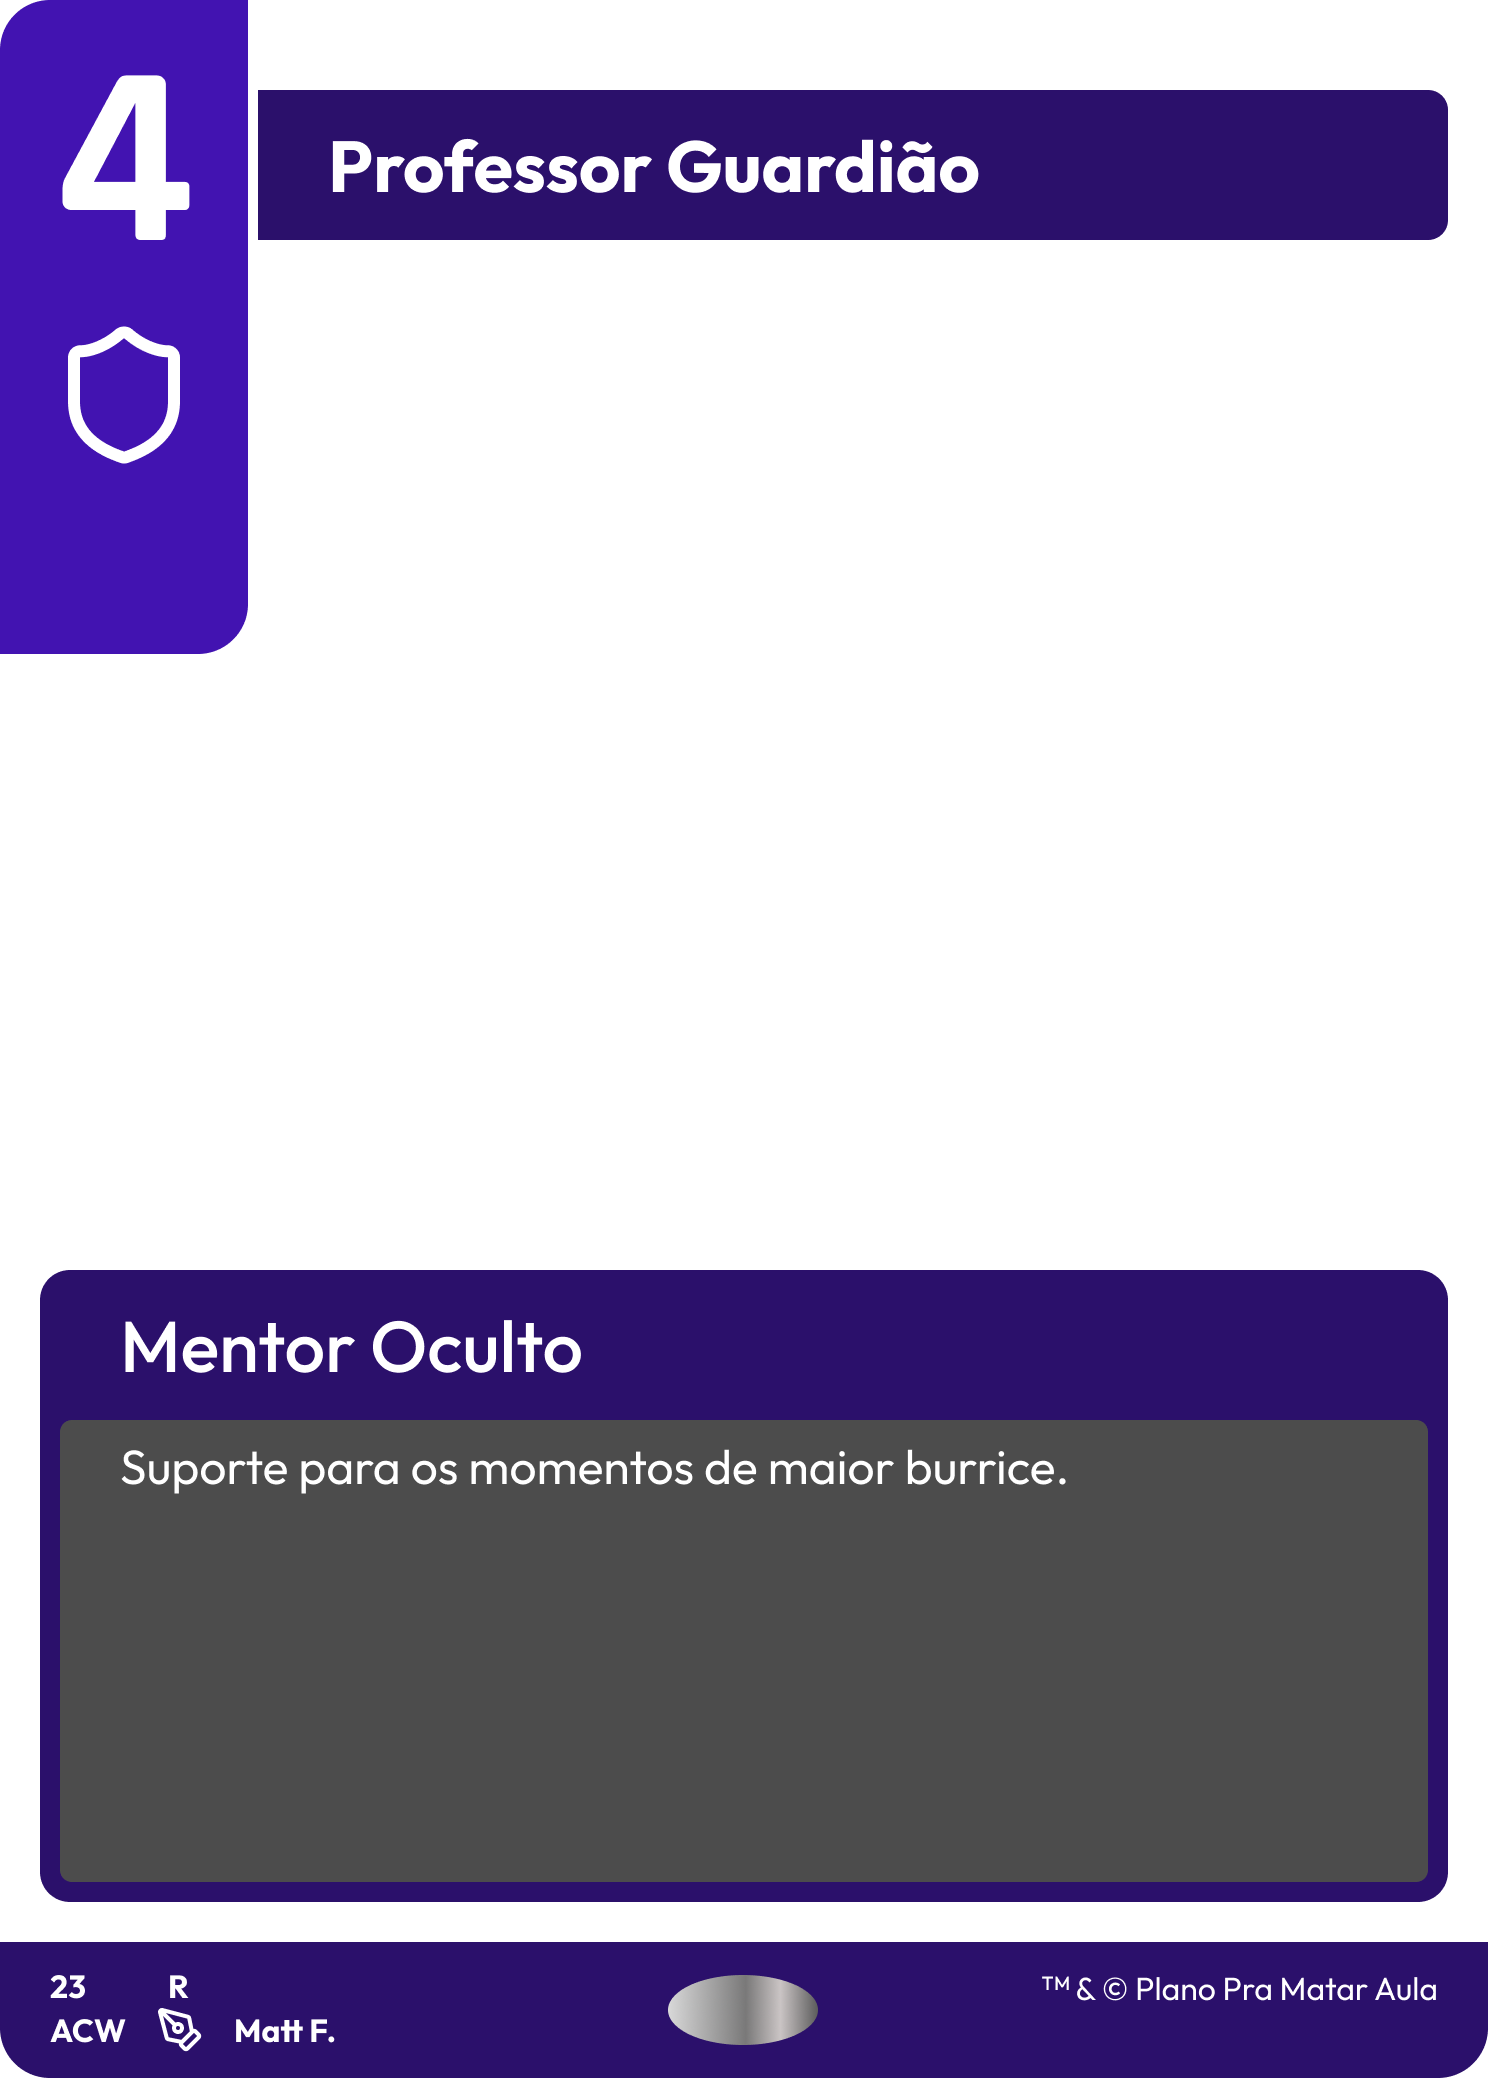 4
Professor Guardião
Mentor Oculto
Suporte para os momentos de maior burrice.
23 R
ACW Matt F.
™ & © Plano Pra Matar Aula